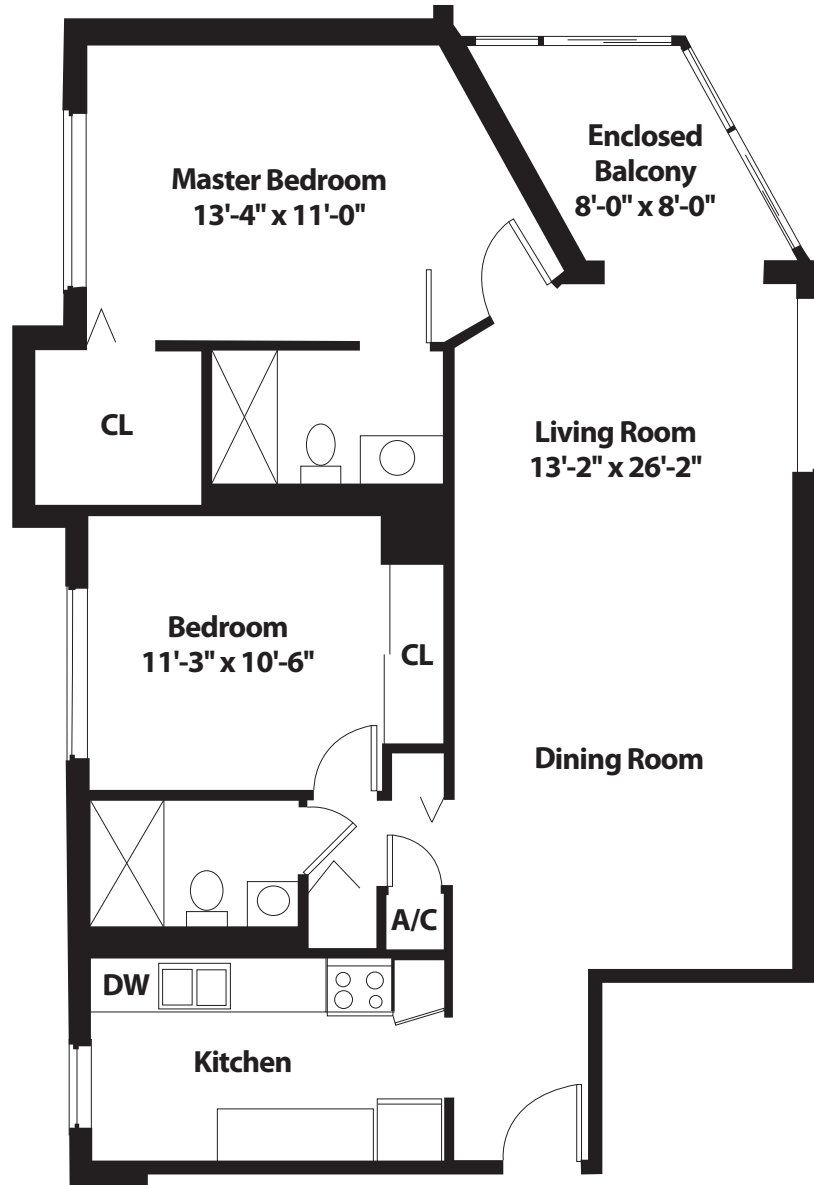 Enclosed
Balcony
8'-0" x 8'-0"
Master Bedroom
13'-4" x 11'-0"
CL
Living Room
13'-2" x 26'-2"
Bedroom
11'-3" x 10'-6"
CL
Dining Room
A/C
DW
Kitchen